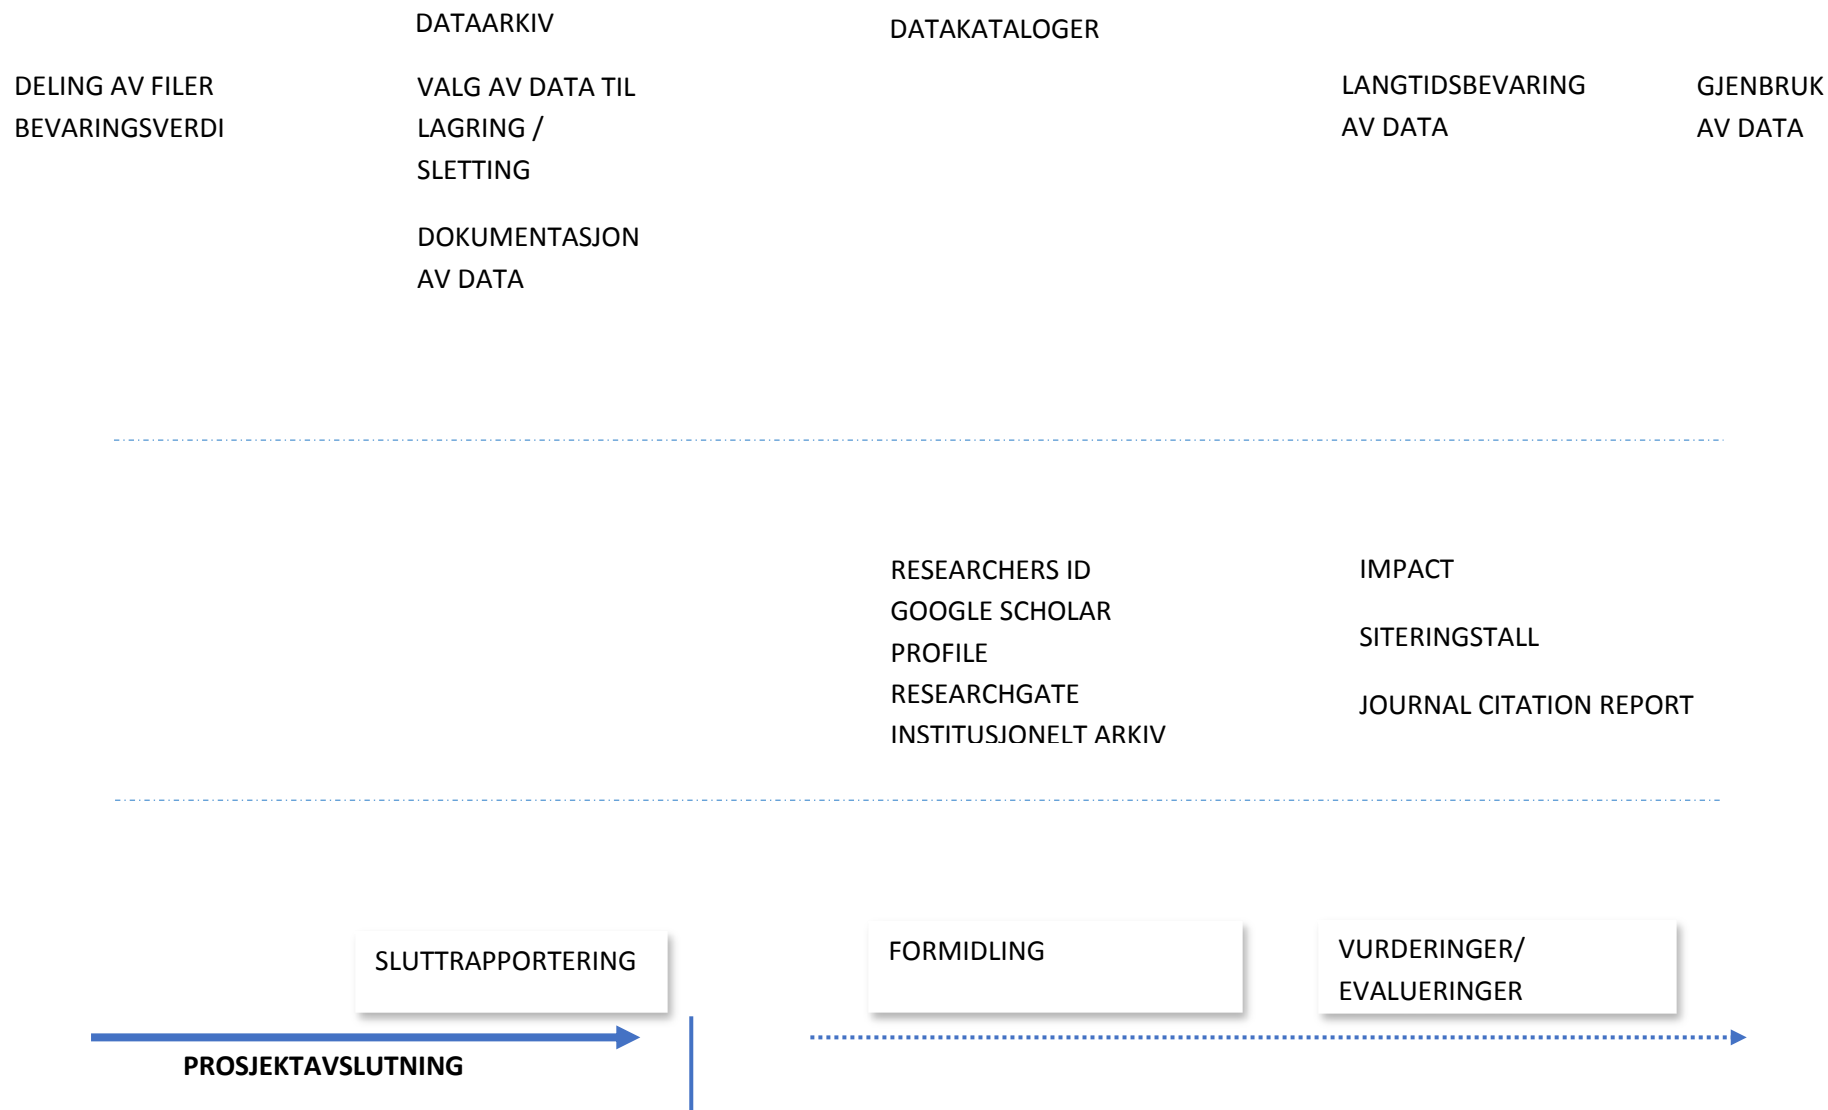 DATAARKIV
DATAKATALOGER
DELING AV FILER
BEVARINGSVERDI
VALG AV DATA TIL
LAGRING /
SLETTING
DOKUMENTASJON
AV DATA
LANGTIDSBEVARING
AV DATA
GJENBRUK
AV DATA
RESEARCHERS ID
GOOGLE SCHOLAR
PROFILE
RESEARCHGATE
INSTITUSJONELT ARKIV
IMPACT
SITERINGSTALL
JOURNAL CITATION REPORT
SLUTTRAPPORTERING
FORMIDLING
VURDERINGER/
EVALUERINGER
PROSJEKTAVSLUTNING